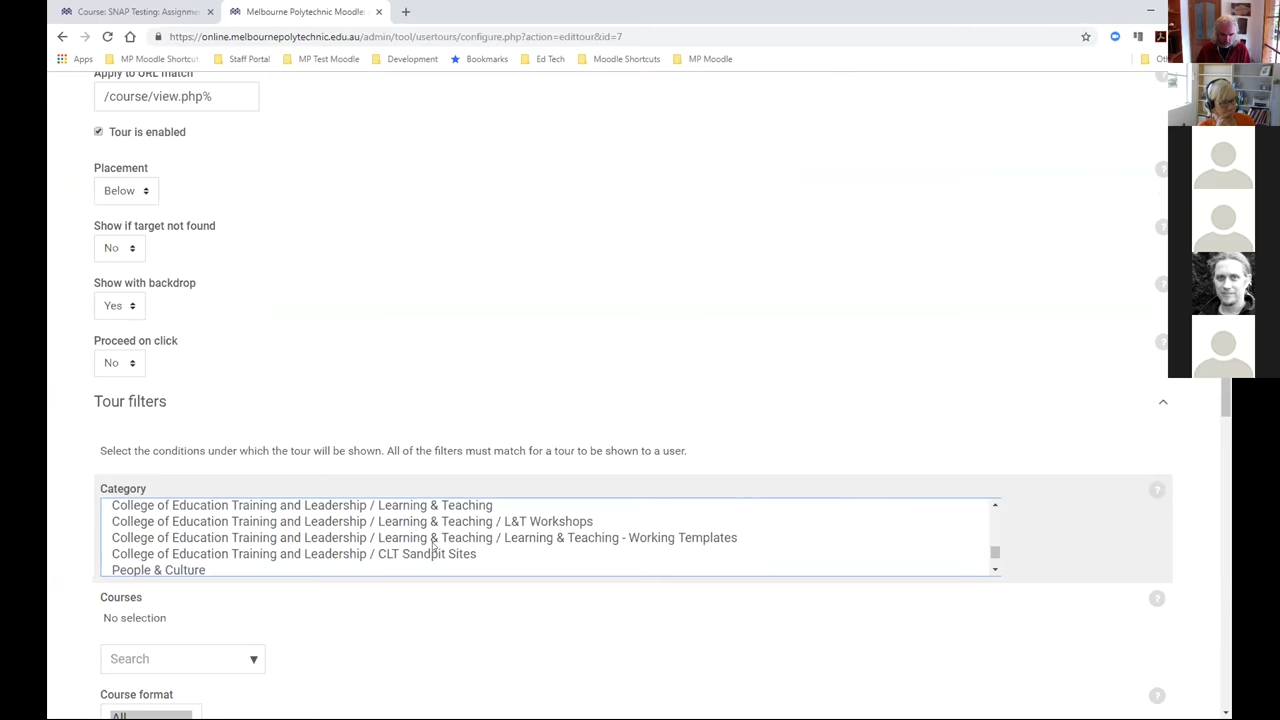 Course: SNAP Testing: Assignme
Melbourne Polytechnic Moodle:
https://online.melbournepolytechnic.edu.au/admin/tool/usertours/configure.php?action=edittour&id=7
Apps
MP Moodle Shortcut
Staff Portal
MP Test Moodle
Development
Bookmarks
Ed Tech
Moodle Shortcuts
MP Moodle
Apply to URL match
/course/view.php%
Tour is enabled
Placement
Below
Show if target not found
No
Show with backdrop
Yes
Proceed on click
No
Tour filters
Select the conditions under which the tour will be shown. All of the filters must match for a tour to be shown to a user.
Category
College of Education Training and Leadership / Learning & Teaching
College of Education Training and Leadership / Learning & Teaching / L&T Workshops
College of Education Training and Leadership / Learning & Teaching / Learning & Teaching - Working Templates
College of Education Training and Leadership / CLT Sandpit Sites
People & Culture
Courses
No selection
Search
Course format
All